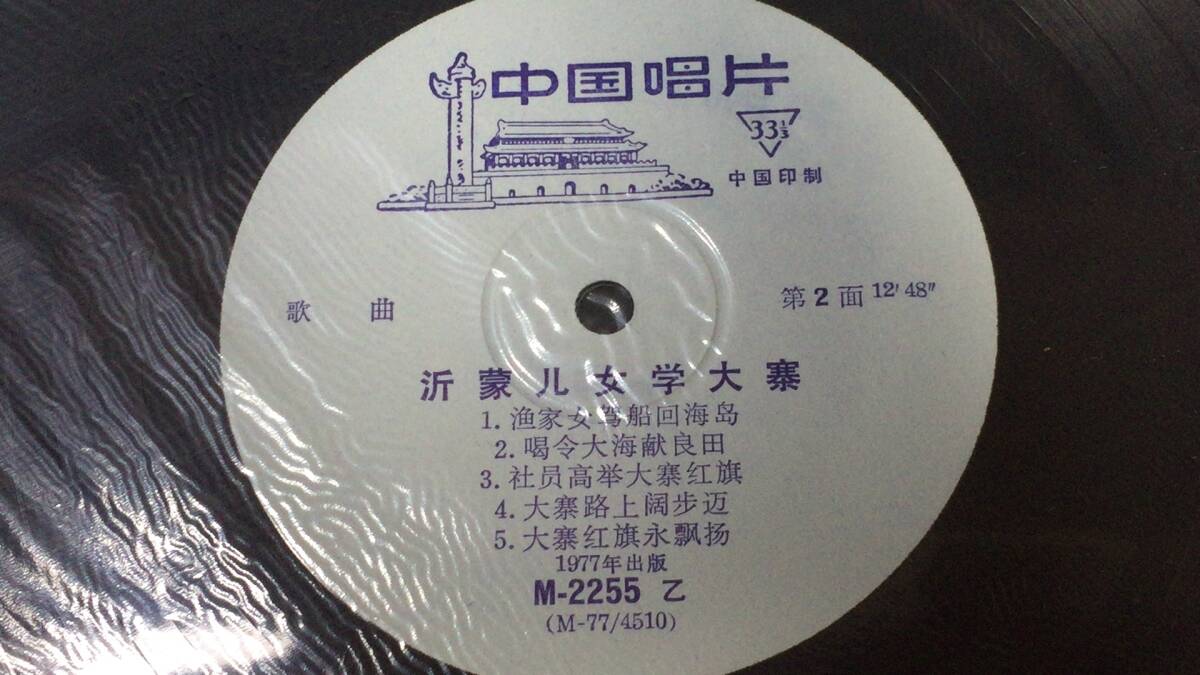 中国唱片
33⅓
中国印制
歌 曲
第2面 12′48″
沂蒙儿女学大寨
1. 渔家女驾船回海岛
2. 喝令大海献良田
3. 社员高举大寨红旗
4. 大寨路上阔步迈
5. 大寨红旗永飘扬
1977年出版
M-2255 乙
(M-77/4510)